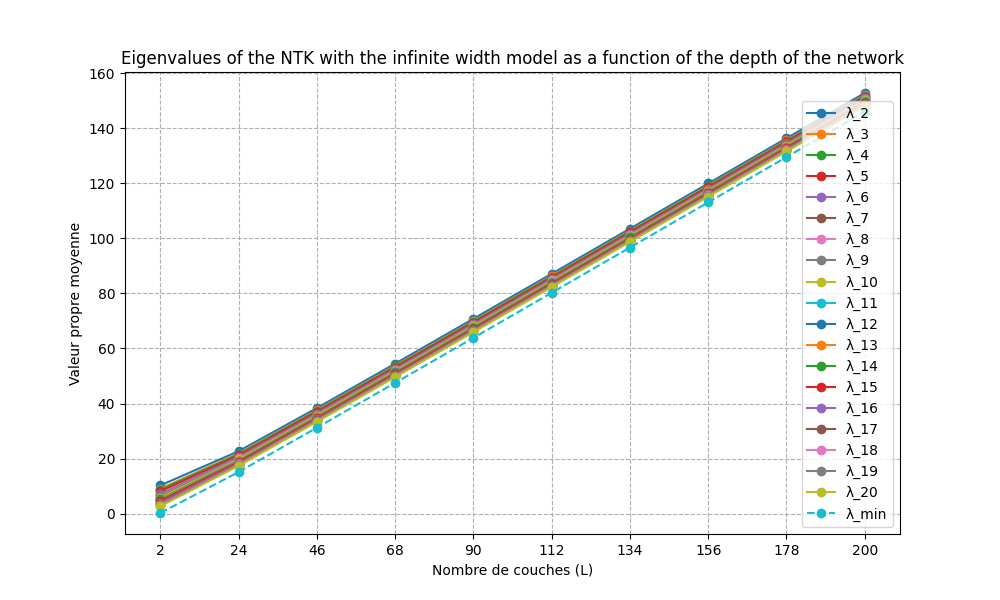 Eigenvalues of the NTK with the infinite width model as a function of the depth of the network
160
140
120
100
80
60
40
20
0
Valeur propre moyenne
2 24 46 68 90 112 134 156 178 200
Nombre de couches (L)
λ_2
λ_3
λ_4
λ_5
λ_6
λ_7
λ_8
λ_9
λ_10
λ_11
λ_12
λ_13
λ_14
λ_15
λ_16
λ_17
λ_18
λ_19
λ_20
λ_min